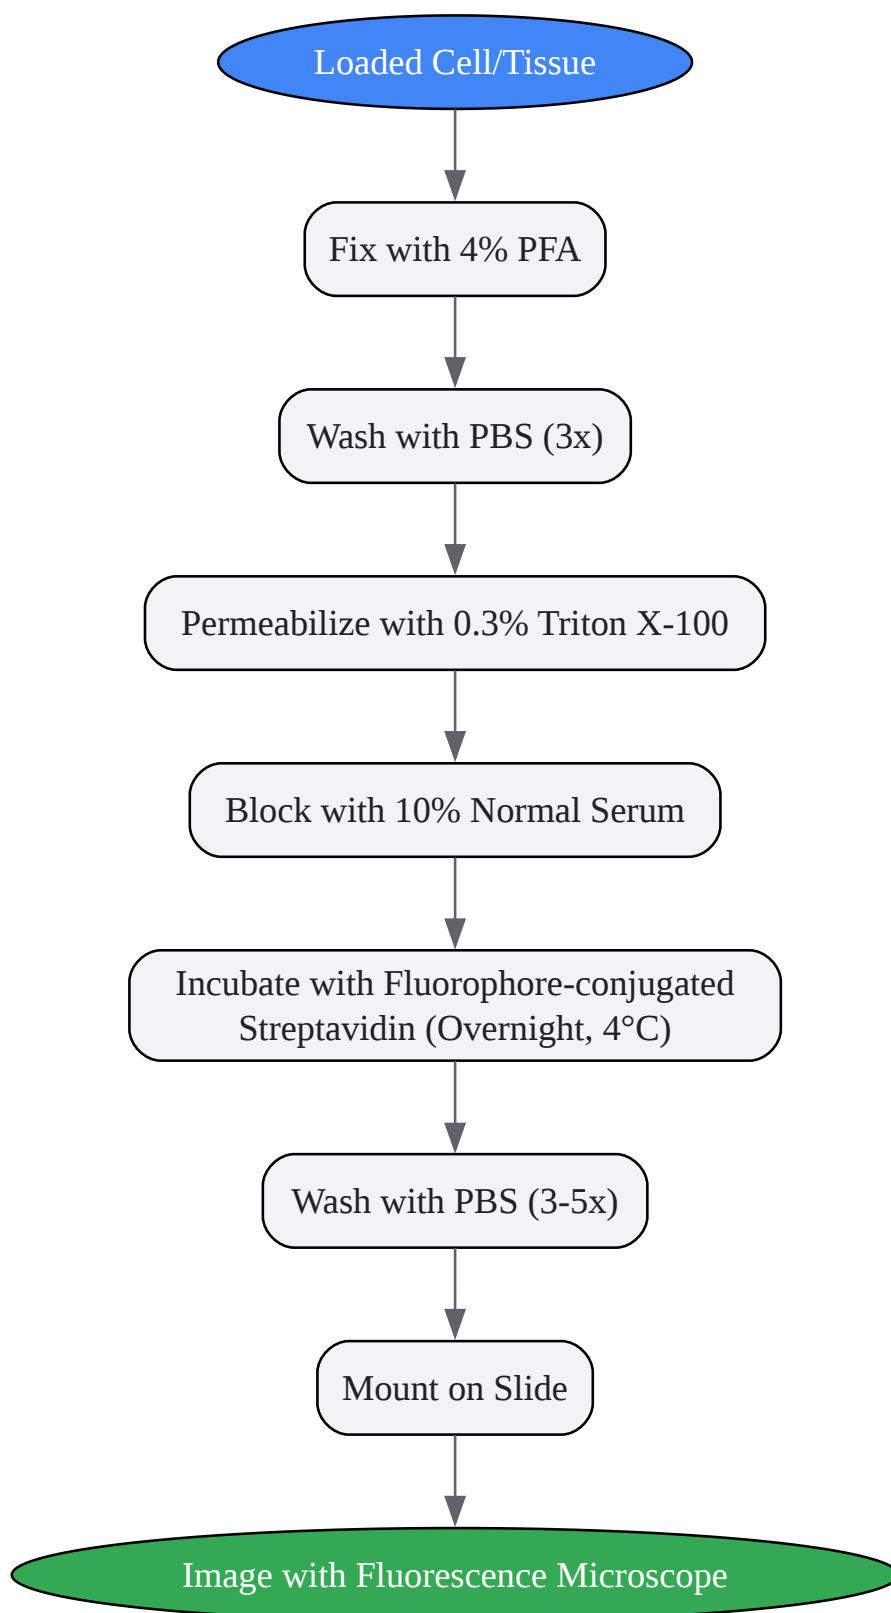 Loaded Cell/Tissue
Fix with 4% PFA
Wash with PBS (3x)
Permeabilize with 0.3% Triton X-100
Block with 10% Normal Serum
Incubate with Fluorophore-conjugated
Streptavidin (Overnight, 4°C)
Wash with PBS (3-5x)
Mount on Slide
Image with Fluorescence Microscope